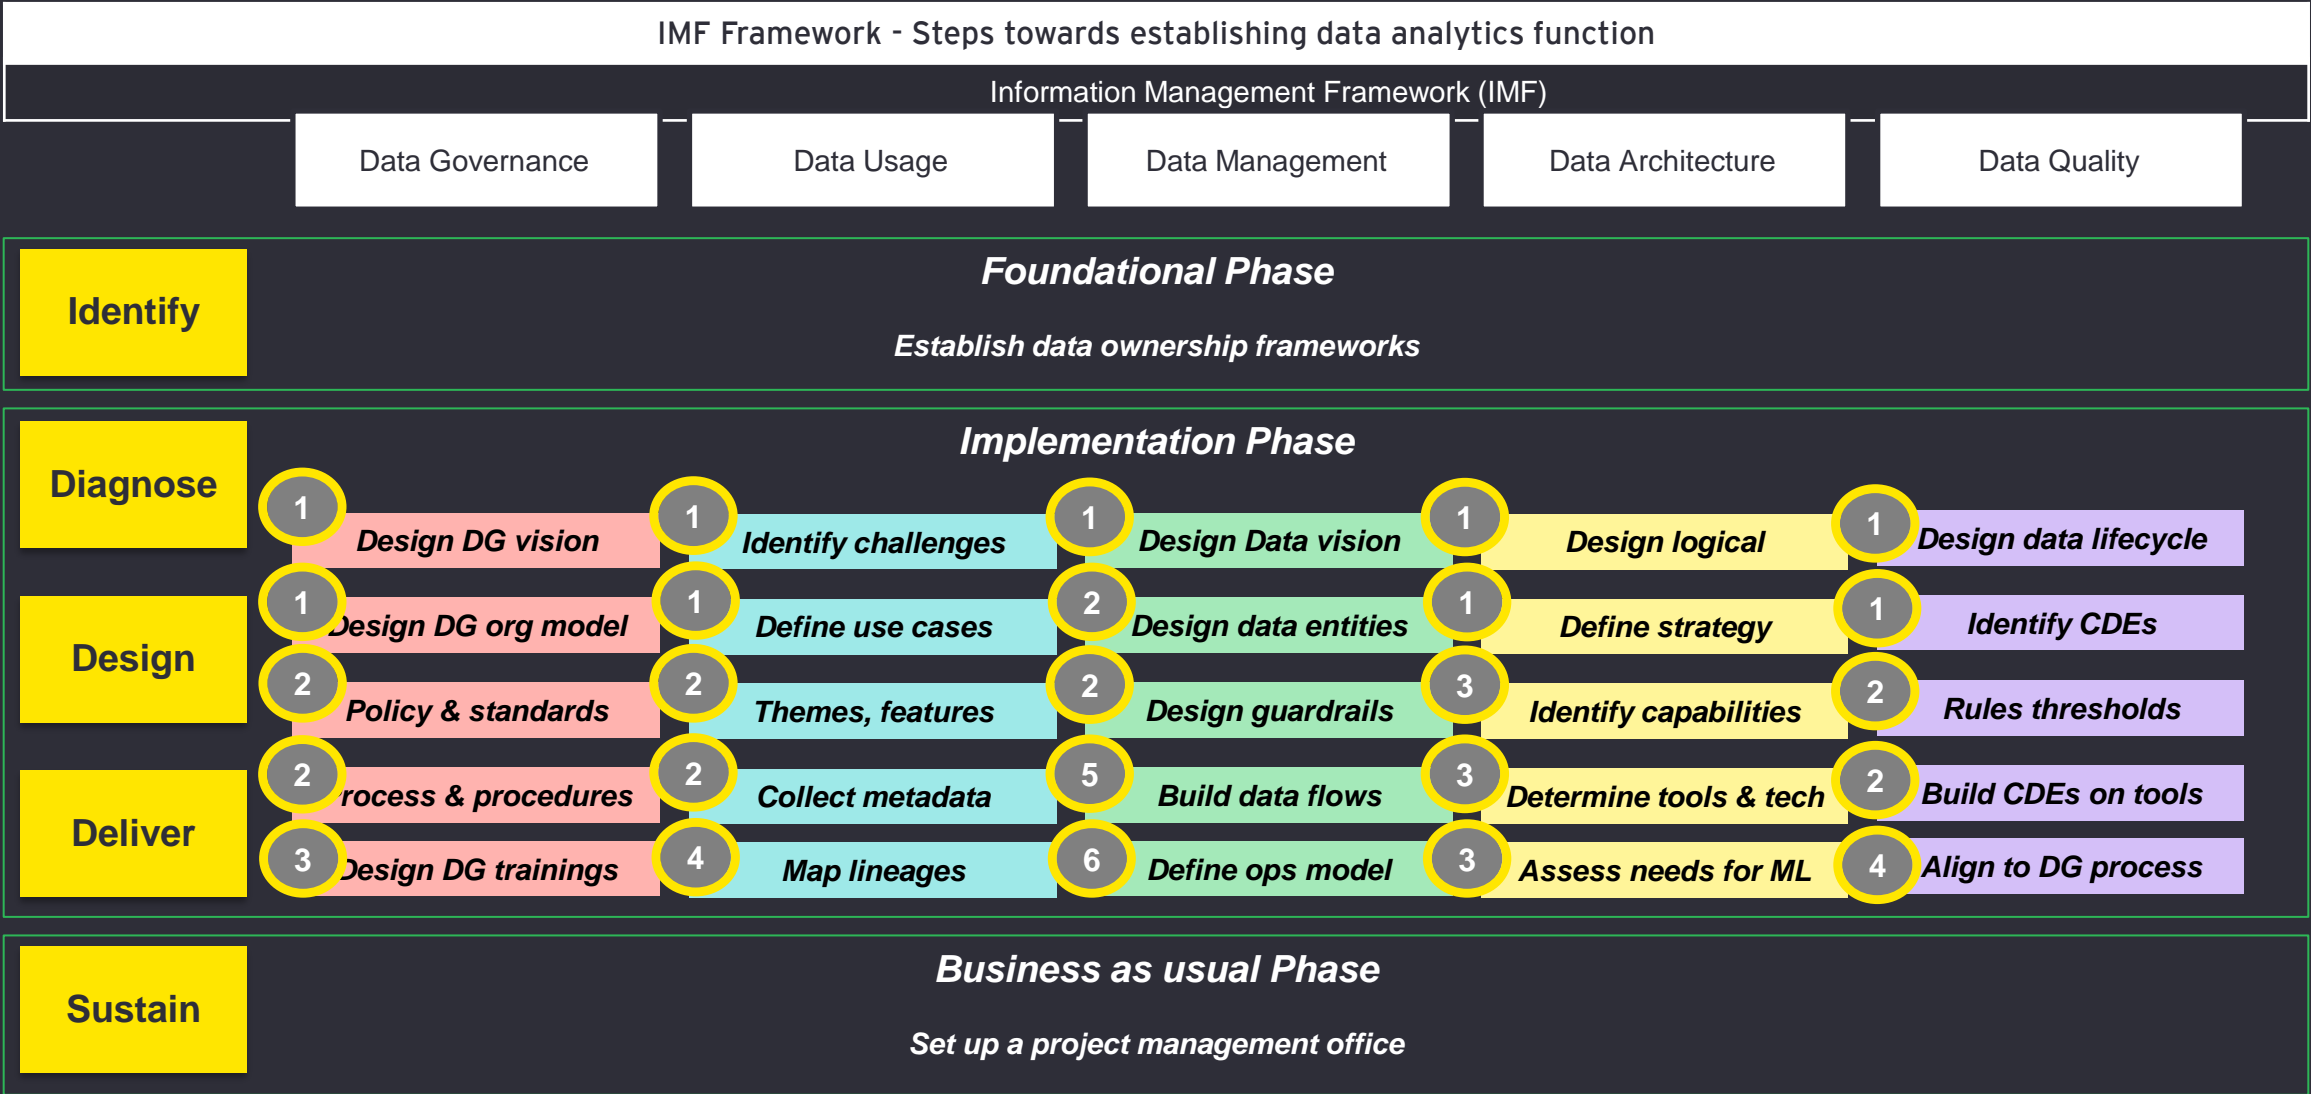 IMF Framework - Steps towards establishing data analytics function
Information Management Framework (IMF)
Data Governance
Data Usage
Data Management
Data Architecture
Data Quality
Identify
Foundational Phase
Establish data ownership frameworks
Implementation Phase
Diagnose
1 Design DG vision
1 Identify challenges
1 Design Data vision
1 Design logical
1 Design data lifecycle
Design
1 Design DG org model
1 Define use cases
2 Design data entities
1 Define strategy
1 Identify CDEs
2 Policy & standards
2 Themes, features
2 Design guardrails
3 Identify capabilities
2 Rules thresholds
Deliver
2 rocess & procedures
2 Collect metadata
5 Build data flows
3 Determine tools & tech
2 Build CDEs on tools
3 Design DG trainings
4 Map lineages
6 Define ops model
3 Assess needs for ML
4 Align to DG process
Sustain
Business as usual Phase
Set up a project management office